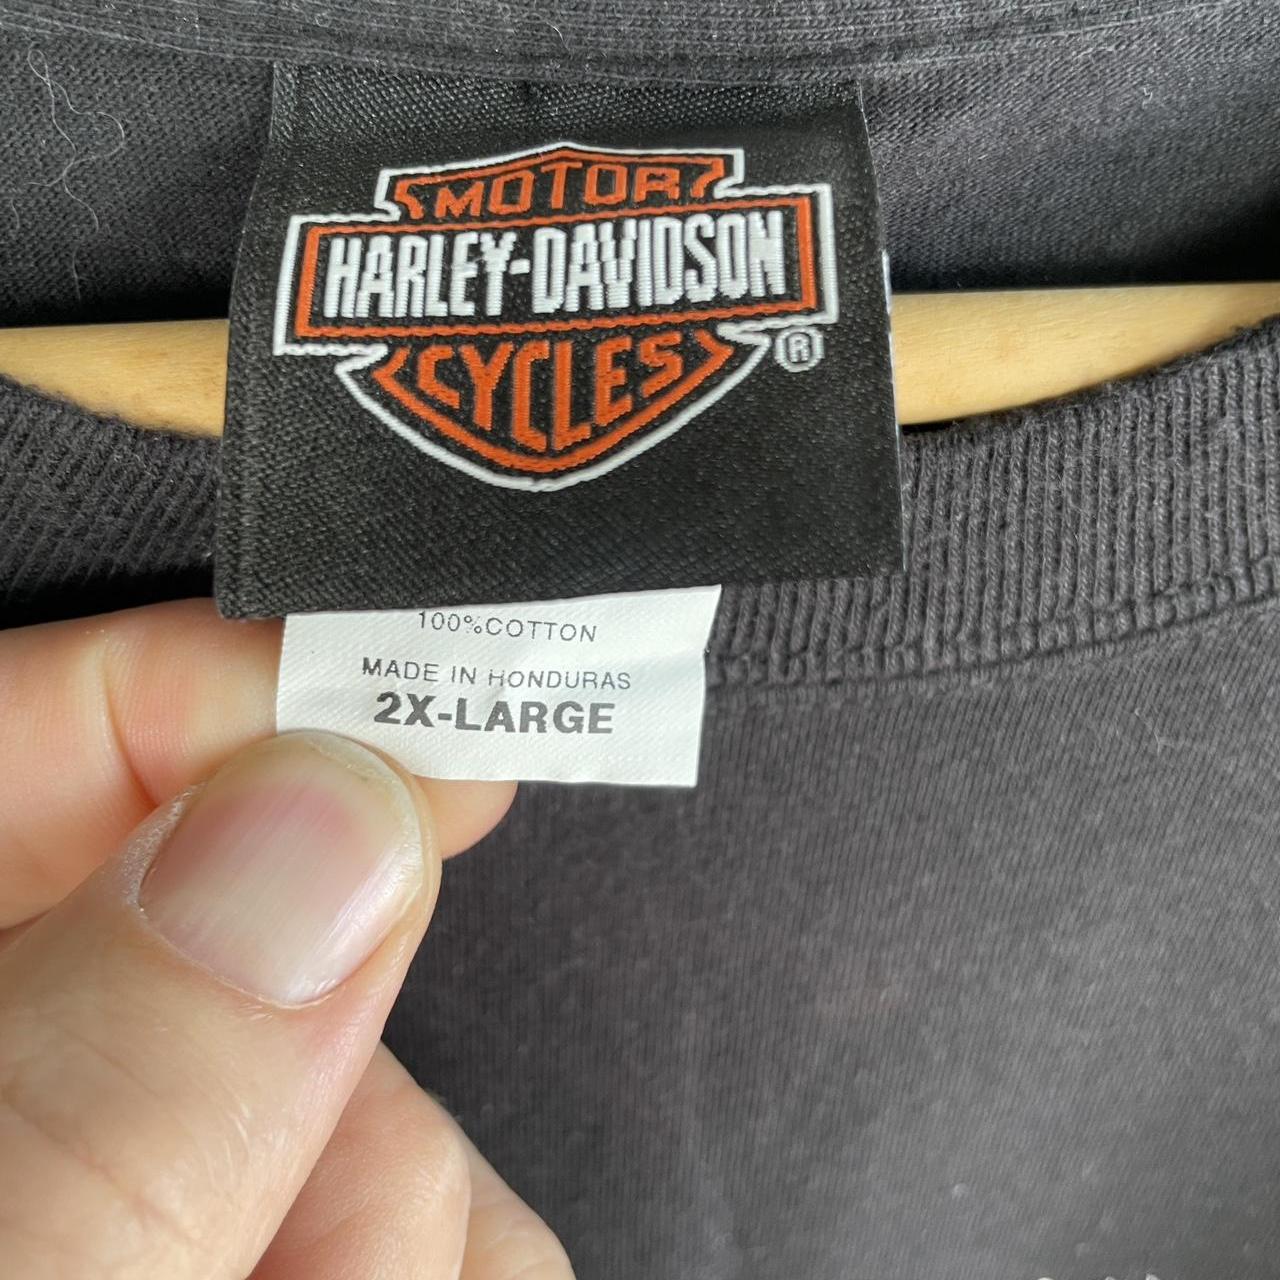 MOTOR
HARLEY-DAVIDSON
CYCLES
®
100%COTTON
MADE IN HONDURAS
2X-LARGE